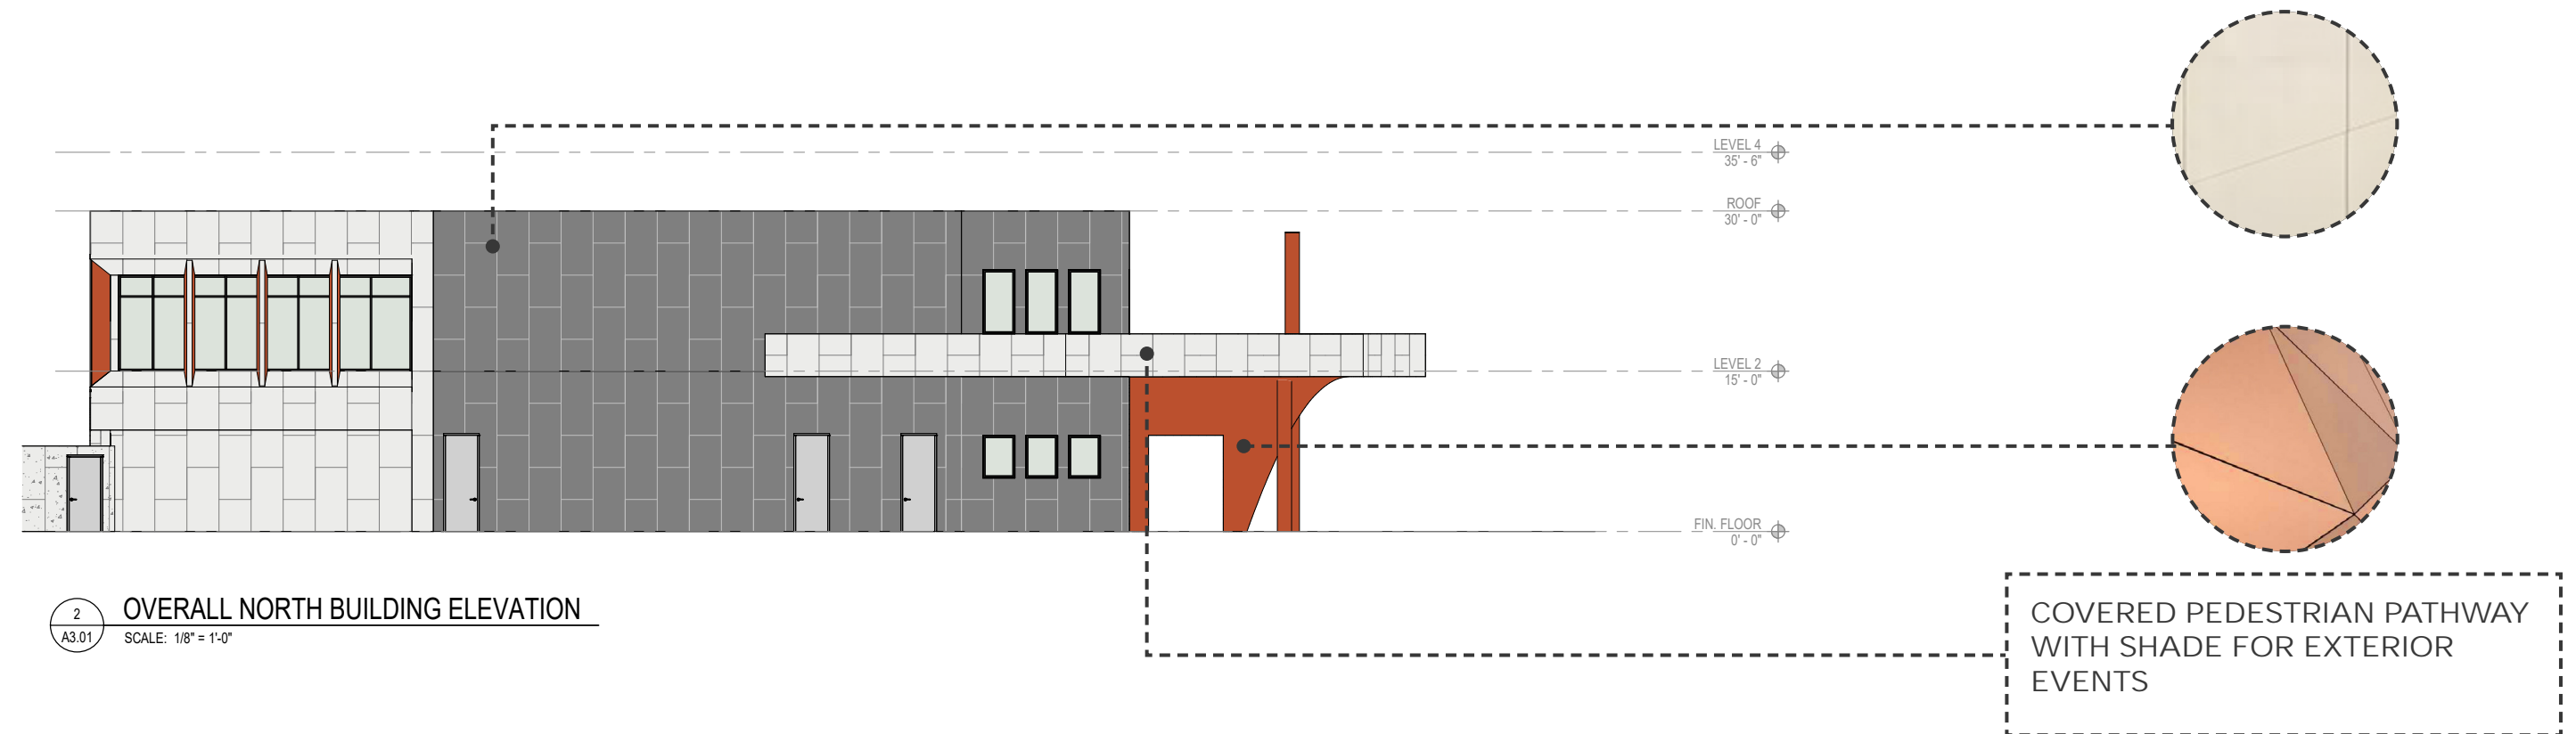 LEVEL 4
35' - 6"
ROOF
30' - 0"
LEVEL 2
15' - 0"
FIN. FLOOR
0' - 0"
2
A3.01
OVERALL NORTH BUILDING ELEVATION
SCALE: 1/8" = 1'-0"
COVERED PEDESTRIAN PATHWAY
WITH SHADE FOR EXTERIOR
EVENTS